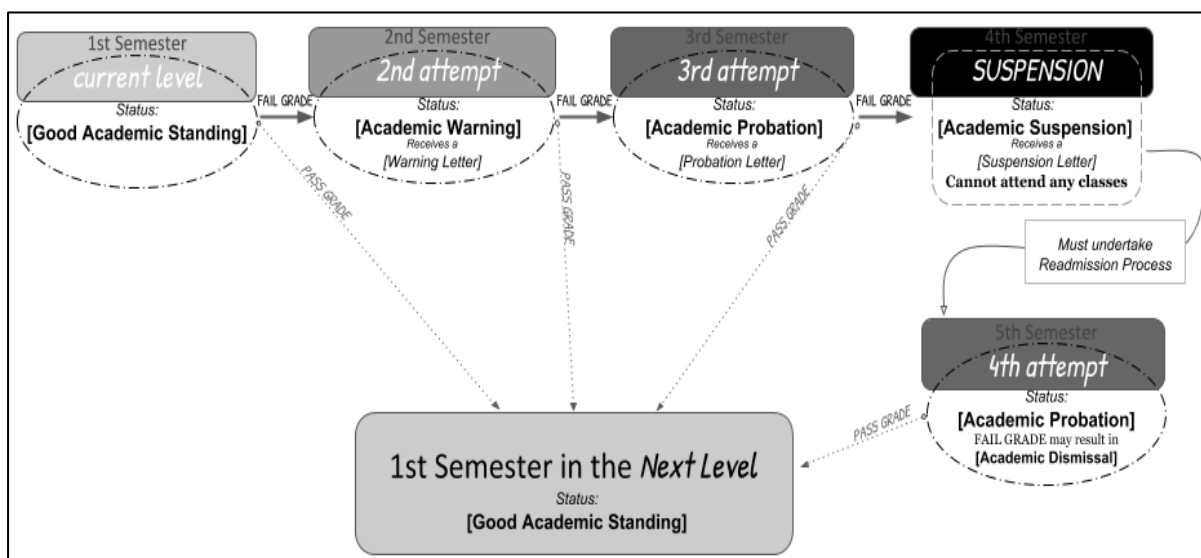 1st Semester
current level
Status:
[Good Academic Standing]
FAIL GRADE
2nd Semester
2nd attempt
Status:
[Academic Warning]
Receives a
[Warning Letter]
FAIL GRADE
3rd Semester
3rd attempt
Status:
[Academic Probation]
Receives a
[Probation Letter]
FAIL GRADE
4th Semester
SUSPENSION
Status:
[Academic Suspension]
Receives a
[Suspension Letter]
Cannot attend any classes
PASS GRADE
PASS GRADE
PASS GRADE
Must undertake
Readmission Process
5th Semester
4th attempt
Status:
[Academic Probation]
FAIL GRADE may result in
[Academic Dismissal]
PASS GRADE
1st Semester in the Next Level
Status:
[Good Academic Standing]